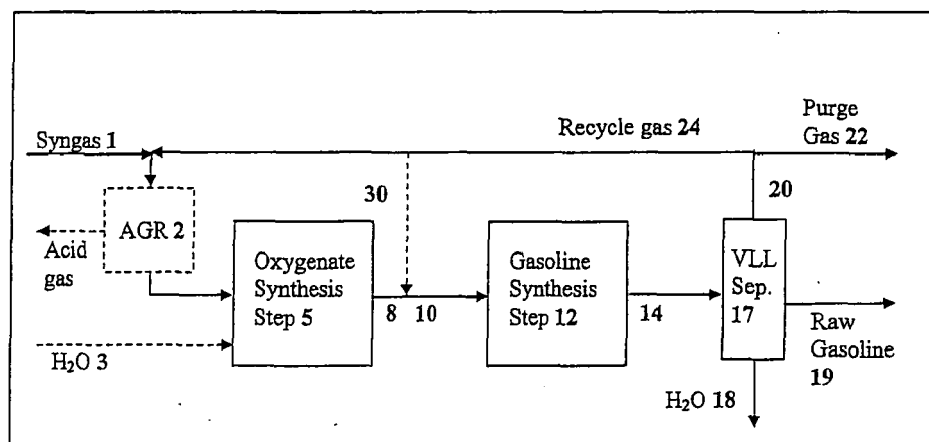 Purge
Gas 22
Syngas 1
Recycle gas 24
30
20
AGR 2
Acid
gas
Oxygenate
Synthesis
Step 5
Gasoline
Synthesis
Step 12
VLL
Sep.
17
8
10
14
Raw
Gasoline
19
H₂O 3
H₂O 18